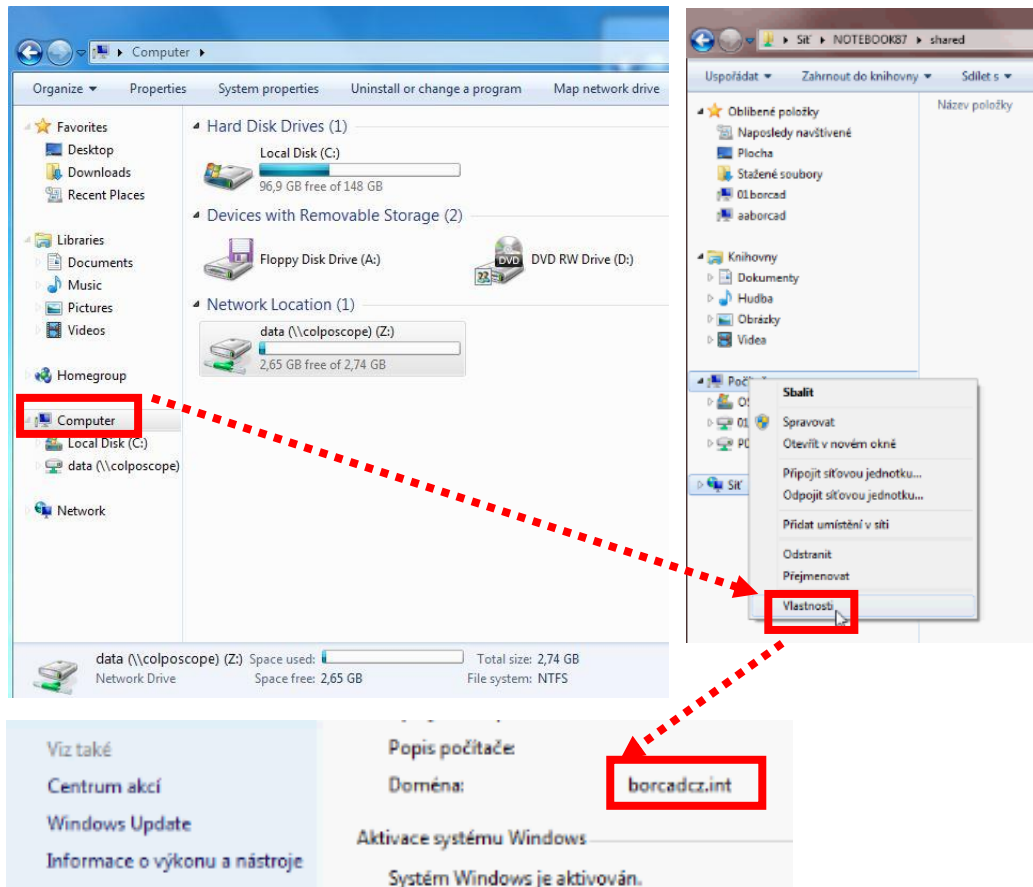 Computer
Organize Properties System properties Uninstall or change a program Map network drive
Favorites
Desktop
Downloads
Recent Places
Libraries
Documents
Music
Pictures
Videos
Homegroup
Computer
Local Disk (C:)
data (\\colposcope)
Network
Hard Disk Drives (1)
Local Disk (C:)
96,9 GB free of 148 GB
Devices with Removable Storage (2)
Floppy Disk Drive (A:)
DVD
DVD RW Drive (D:)
Network Location (1)
data (\\colposcope) (Z:)
2,65 GB free of 2,74 GB
data (\\colposcope) (Z:) Space used: Total size: 2,74 GB
Network Drive Space free: 2,65 GB File system: NTFS
Síť NOTEBOOK87 shared
Uspořádat Zahrnout do knihovny Sdílet s
Oblíbené položky
Naposledy navštívené
Plocha
Stažené soubory
01borcad
aaborcad
Knihovny
Dokumenty
Hudba
Obrázky
Videa
Síť
Název položky
Sbalit
Spravovat
Otevřít v novém okně
Připojit síťovou jednotku...
Odpojit síťovou jednotku...
Přidat umístění v síti
Odstranit
Přejmenovat
Vlastnosti
Viz také
Centrum akcí
Windows Update
Informace o výkonu a nástroje
Popis počítače:
Doména: borcadcz.int
Aktivace systému Windows
Systém Windows je aktivován.